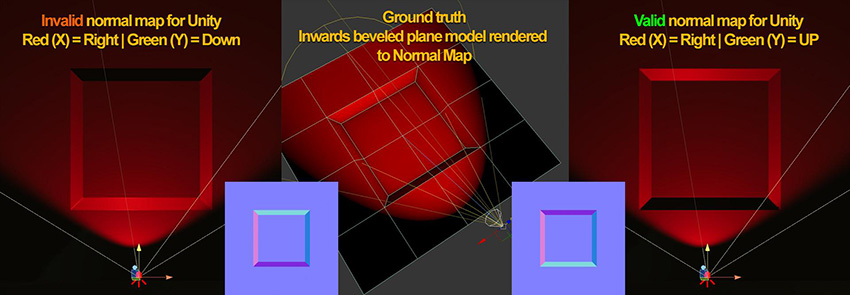 Invalid normal map for Unity
Red (X) = Right | Green (Y) = Down
Ground truth
Inwards beveled plane model rendered
to Normal Map
Valid normal map for Unity
Red (X) = Right | Green (Y) = UP